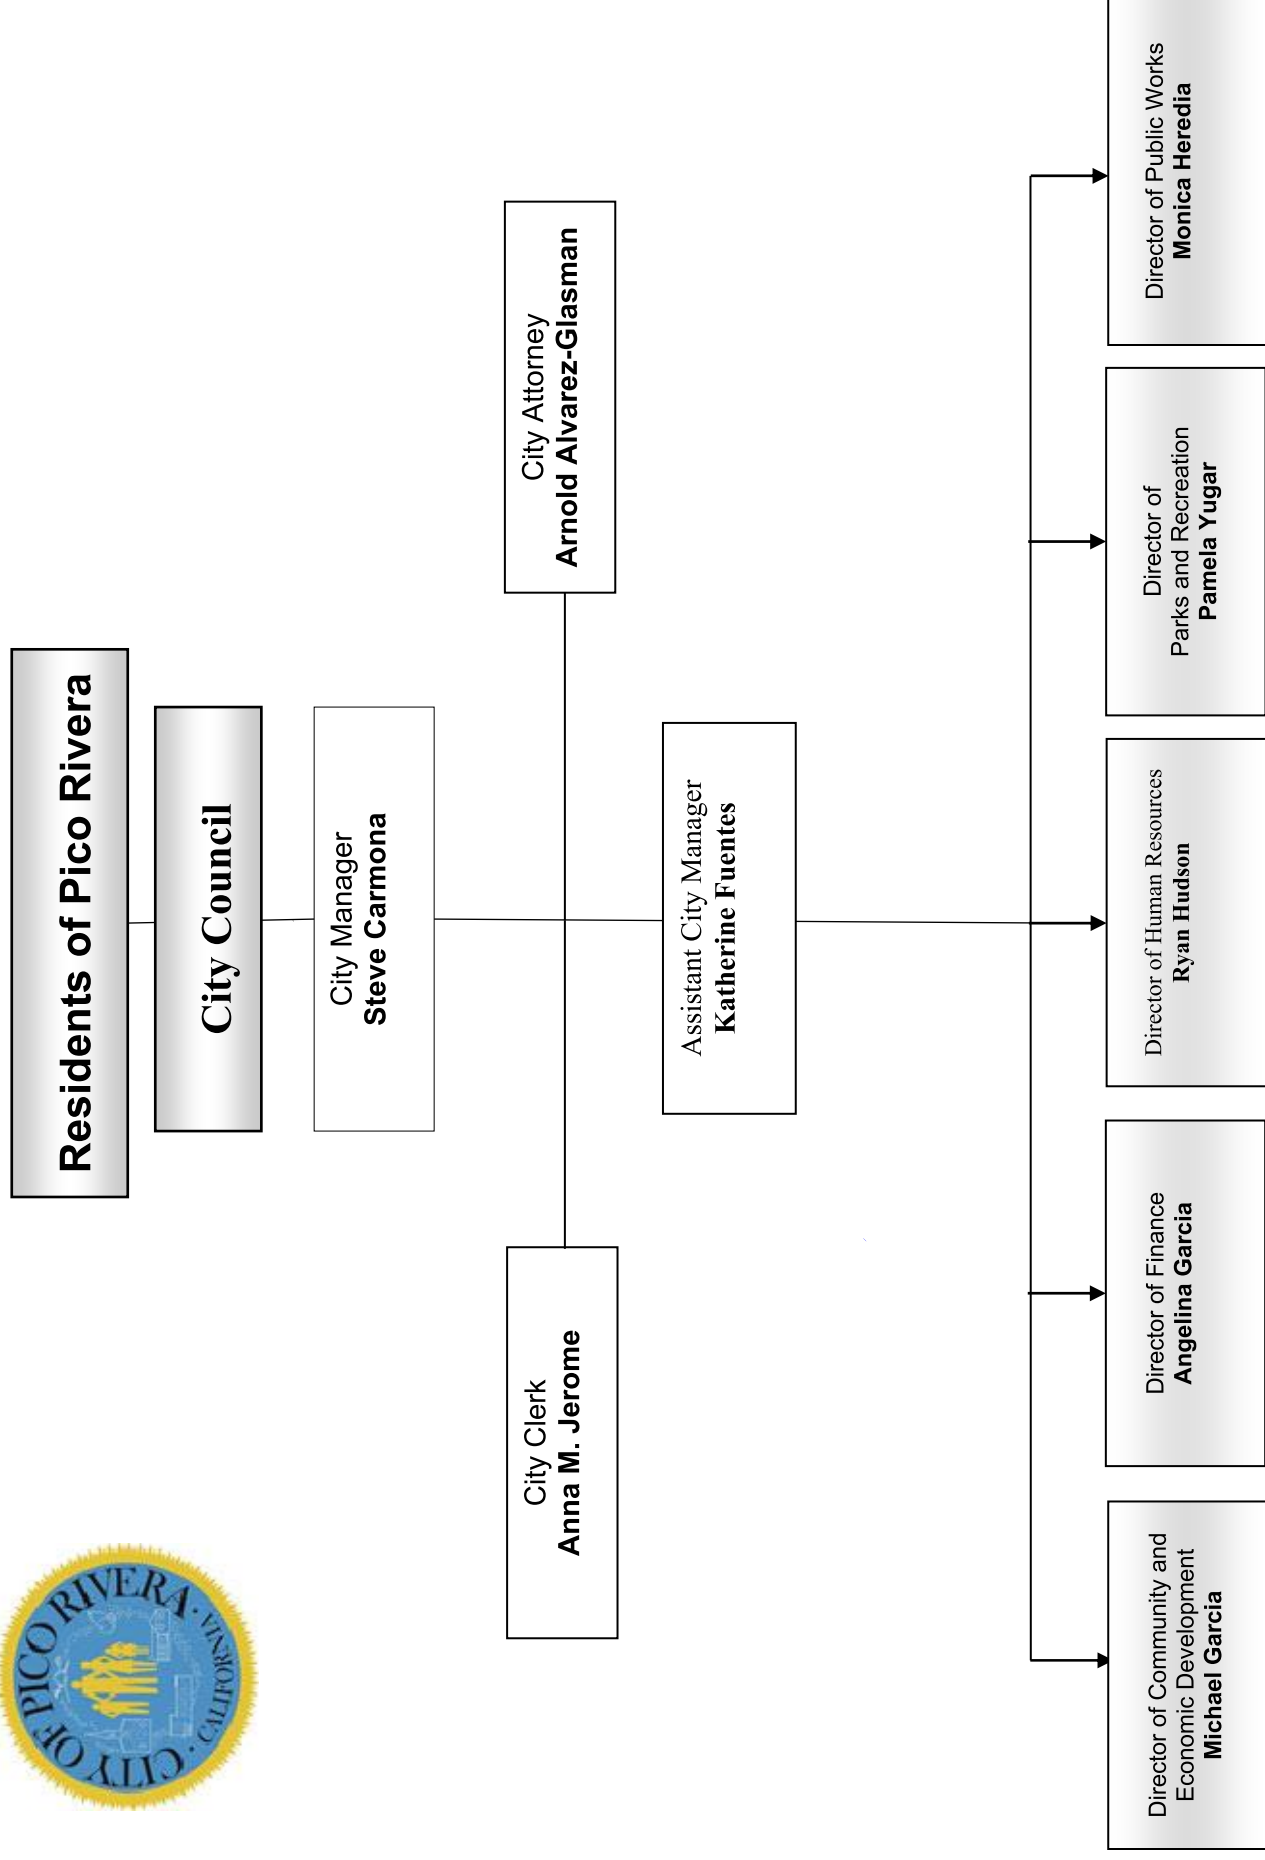 CITY OF PICO RIVERA
CALIFORNIA
Residents of Pico Rivera
City Council
City Manager
Steve Carmona
City Clerk
Anna M. Jerome
City Attorney
Arnold Alvarez-Glasman
Assistant City Manager
Katherine Fuentes
Director of Community and
Economic Development
Michael Garcia
Director of Finance
Angelina Garcia
Director of Human Resources
Ryan Hudson
Director of
Parks and Recreation
Pamela Yugar
Director of Public Works
Monica Heredia